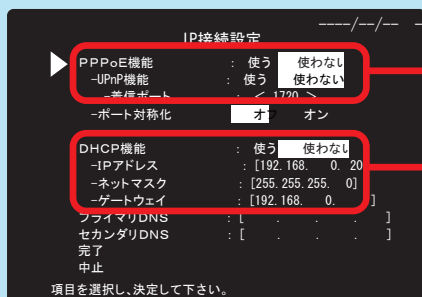 ----/--/--
IP接続設定
PPPoE機能 : 使う 使わない
-UPnP機能 : 使う 使わない
-着信ポート : < 1720 >
-ポート対称化 オフ オン
DHCP機能 : 使う 使わない
-IPアドレス : [192.168. 0. 20
-ネットマスク : [255.255.255. 0]
-ゲートウェイ : [192.168. 0. ]
プライマリDNS : [ . . . ]
セカンダリDNS : [ . . . ]
完了
中止
項目を選択し、決定して下さい。